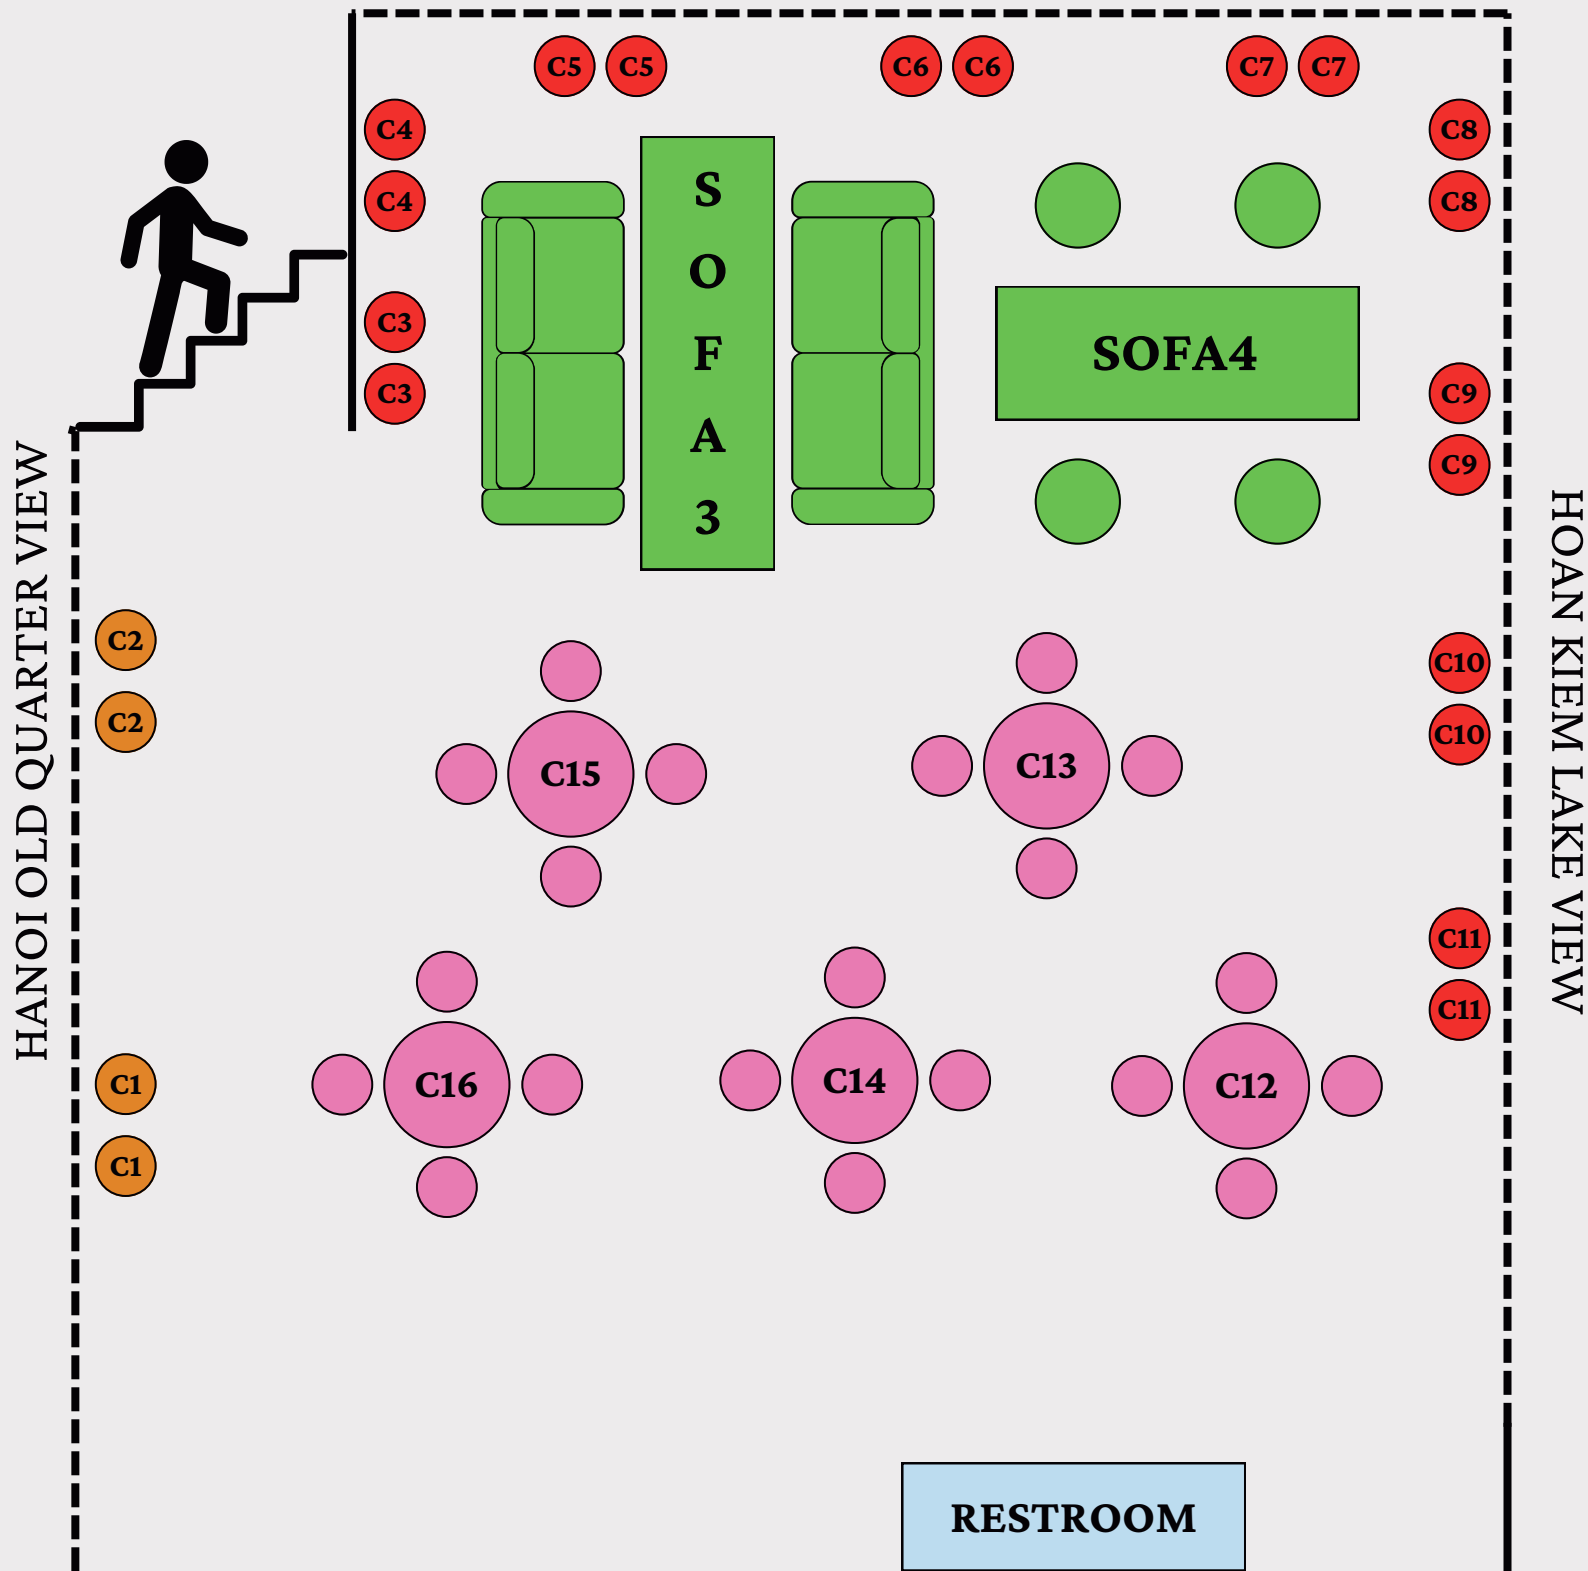 C5 C5 C6 C6 C7 C7
C4 C8
C4 C8
S
O
F
A
3
SOFA4
C3
C3
C9
C9
HANOI OLD QUARTER VIEW
HOAN KIEM LAKE VIEW
C2
C2
C10
C10
C15 C13
C11
C11
C1
C1
C16 C14 C12
RESTROOM